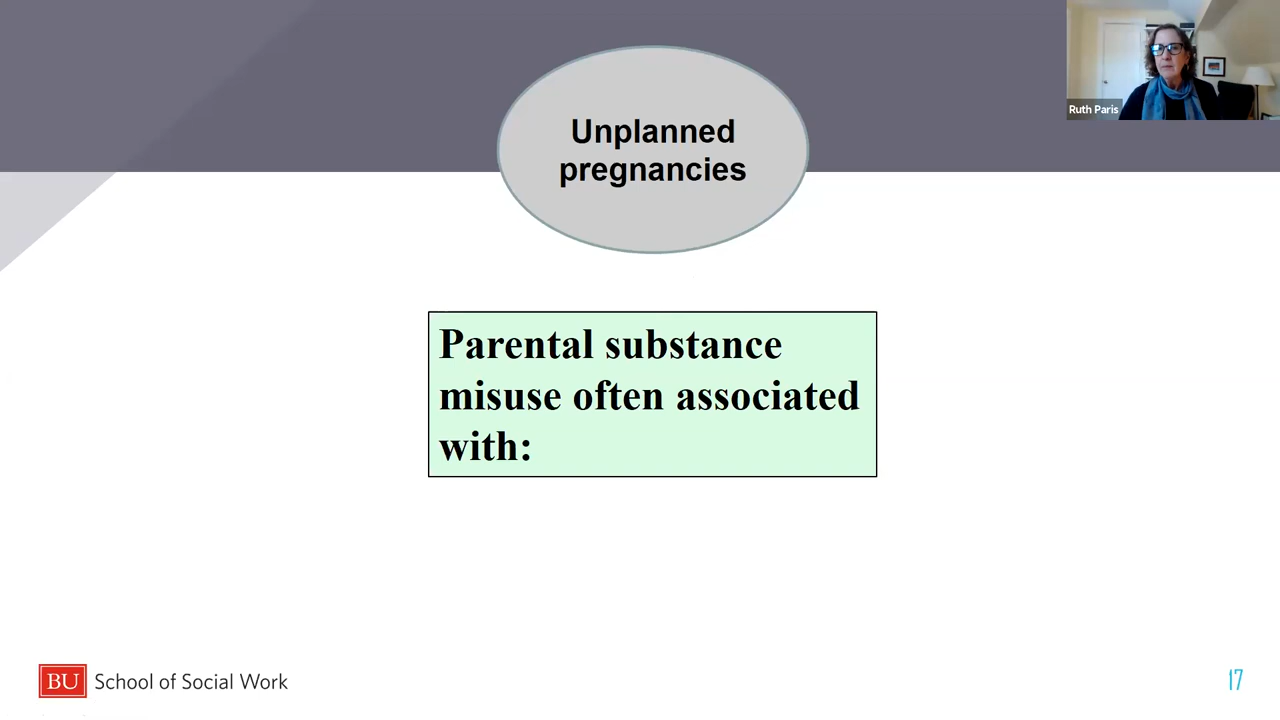 Unplanned
pregnancies
Ruth Paris
Parental substance
misuse often associated
with:
BU School of Social Work
17